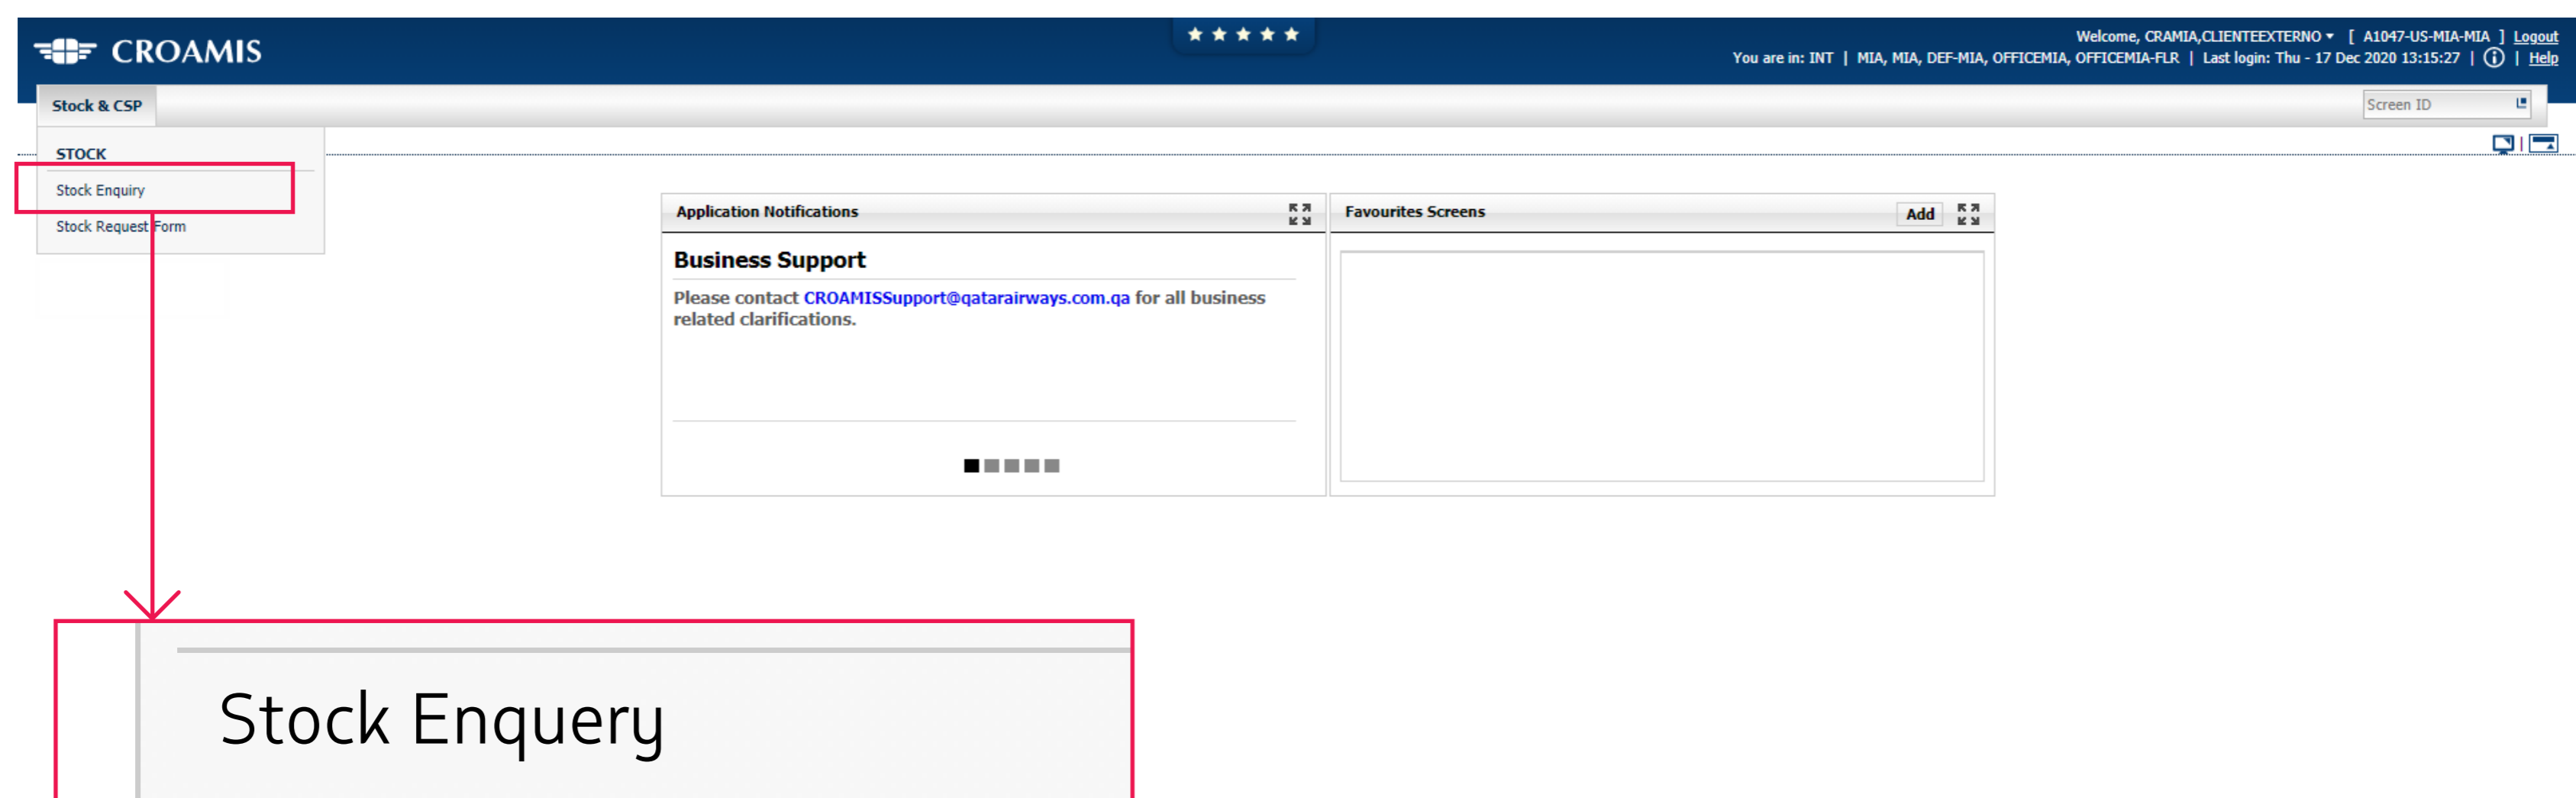 CROAMIS
Welcome, CRAMIA,CLIENTEEXTERNO [ A1047-US-MIA-MIA ] Logout
You are in: INT | MIA, MIA, DEF-MIA, OFFICEMIA, OFFICEMIA-FLR | Last login: Thu - 17 Dec 2020 13:15:27 | i | Help
Stock & CSP
Screen ID
STOCK
Stock Enquiry
Stock Request Form
Application Notifications
Favourites Screens
Add
Business Support
Please contact CROAMISSupport@qatarairways.com.qa for all business
related clarifications.
Stock Enquery